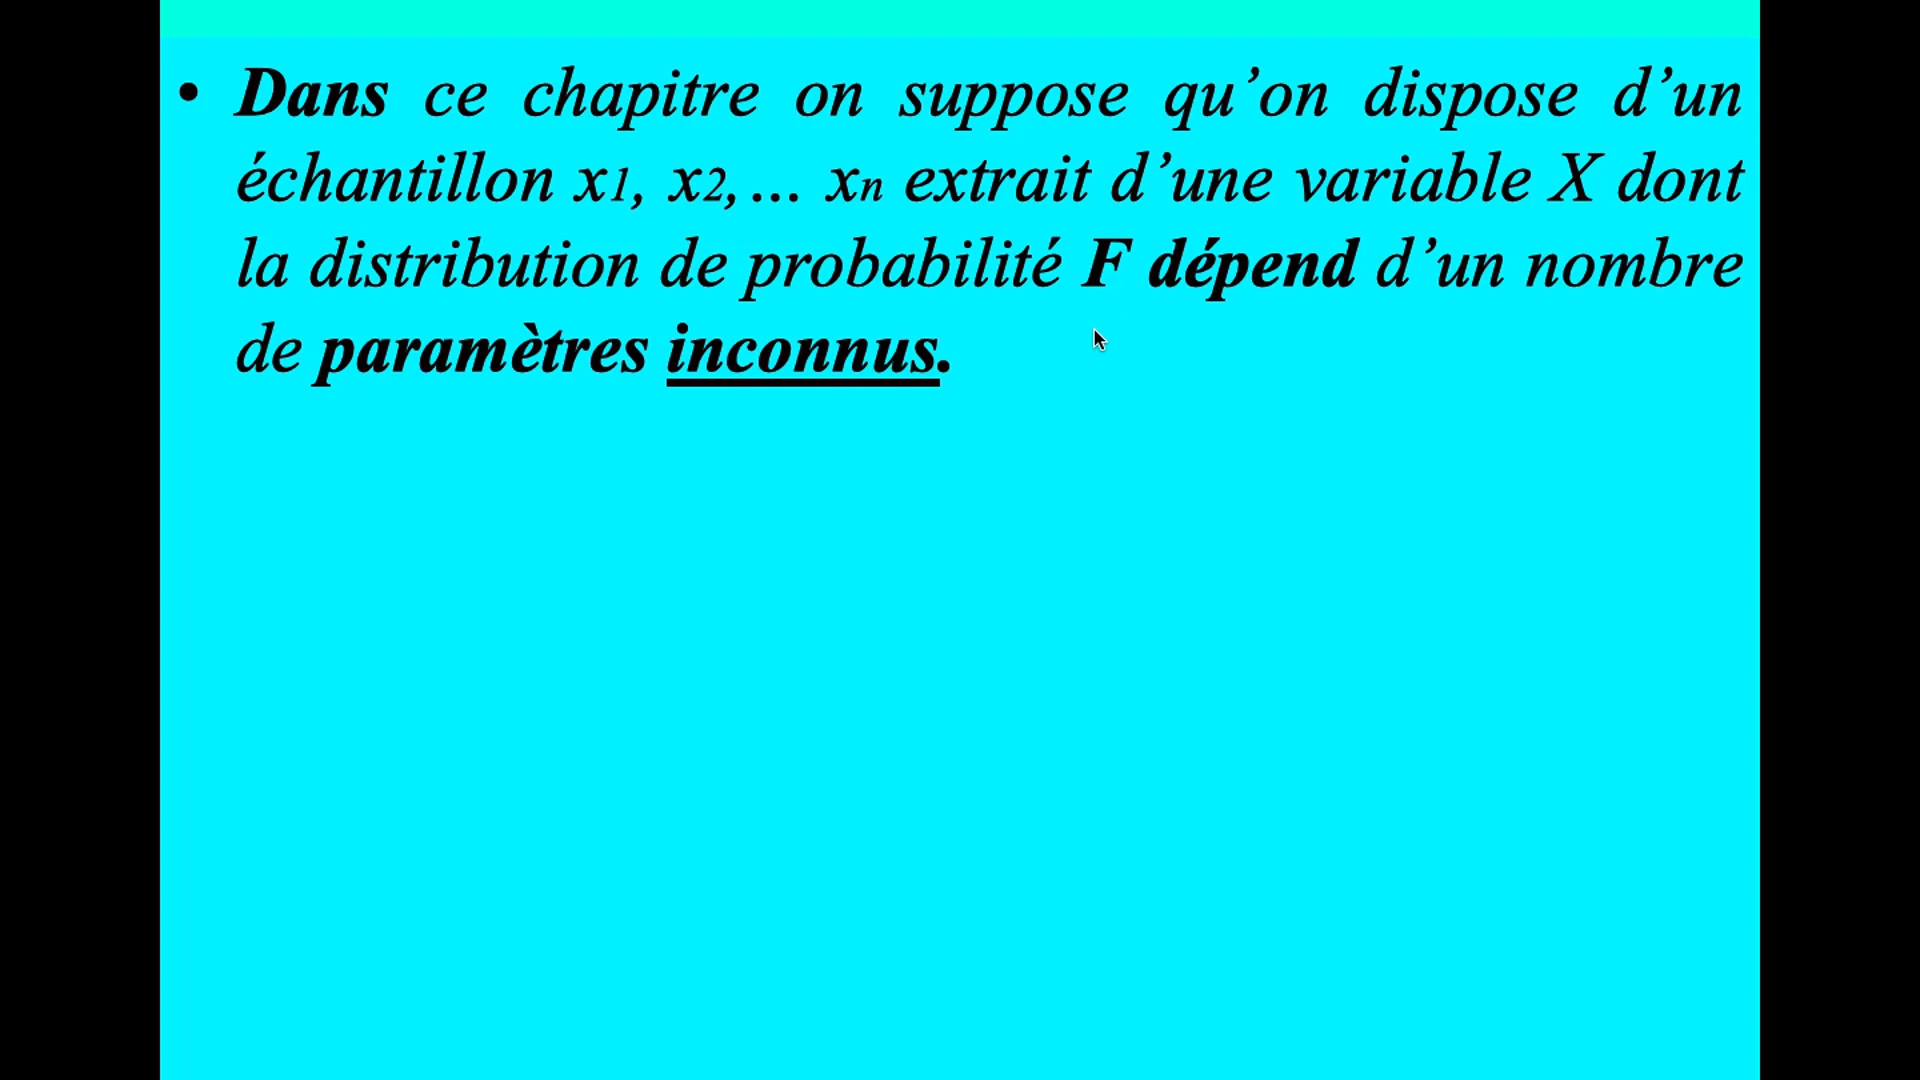 • Dans ce chapitre on suppose qu’on dispose d’un
échantillon x1, x2,... xn extrait d’une variable X dont
la distribution de probabilité F dépend d’un nombre
de paramètres inconnus.